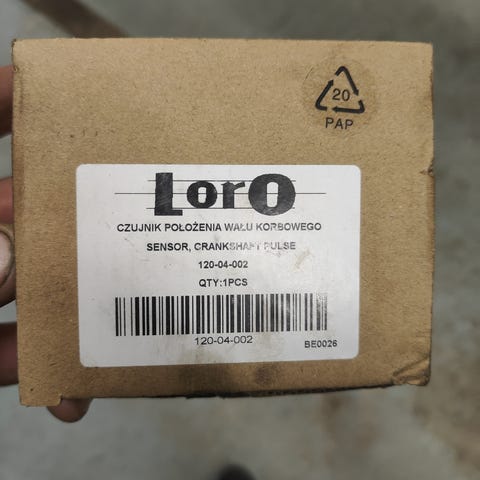 20
PAP
LorO
CZUJNIK POŁOŻENIA WAŁU KORBOWEGO
SENSOR, CRANKSHAFT PULSE
120-04-002
QTY:1PCS
120-04-002
BE0026